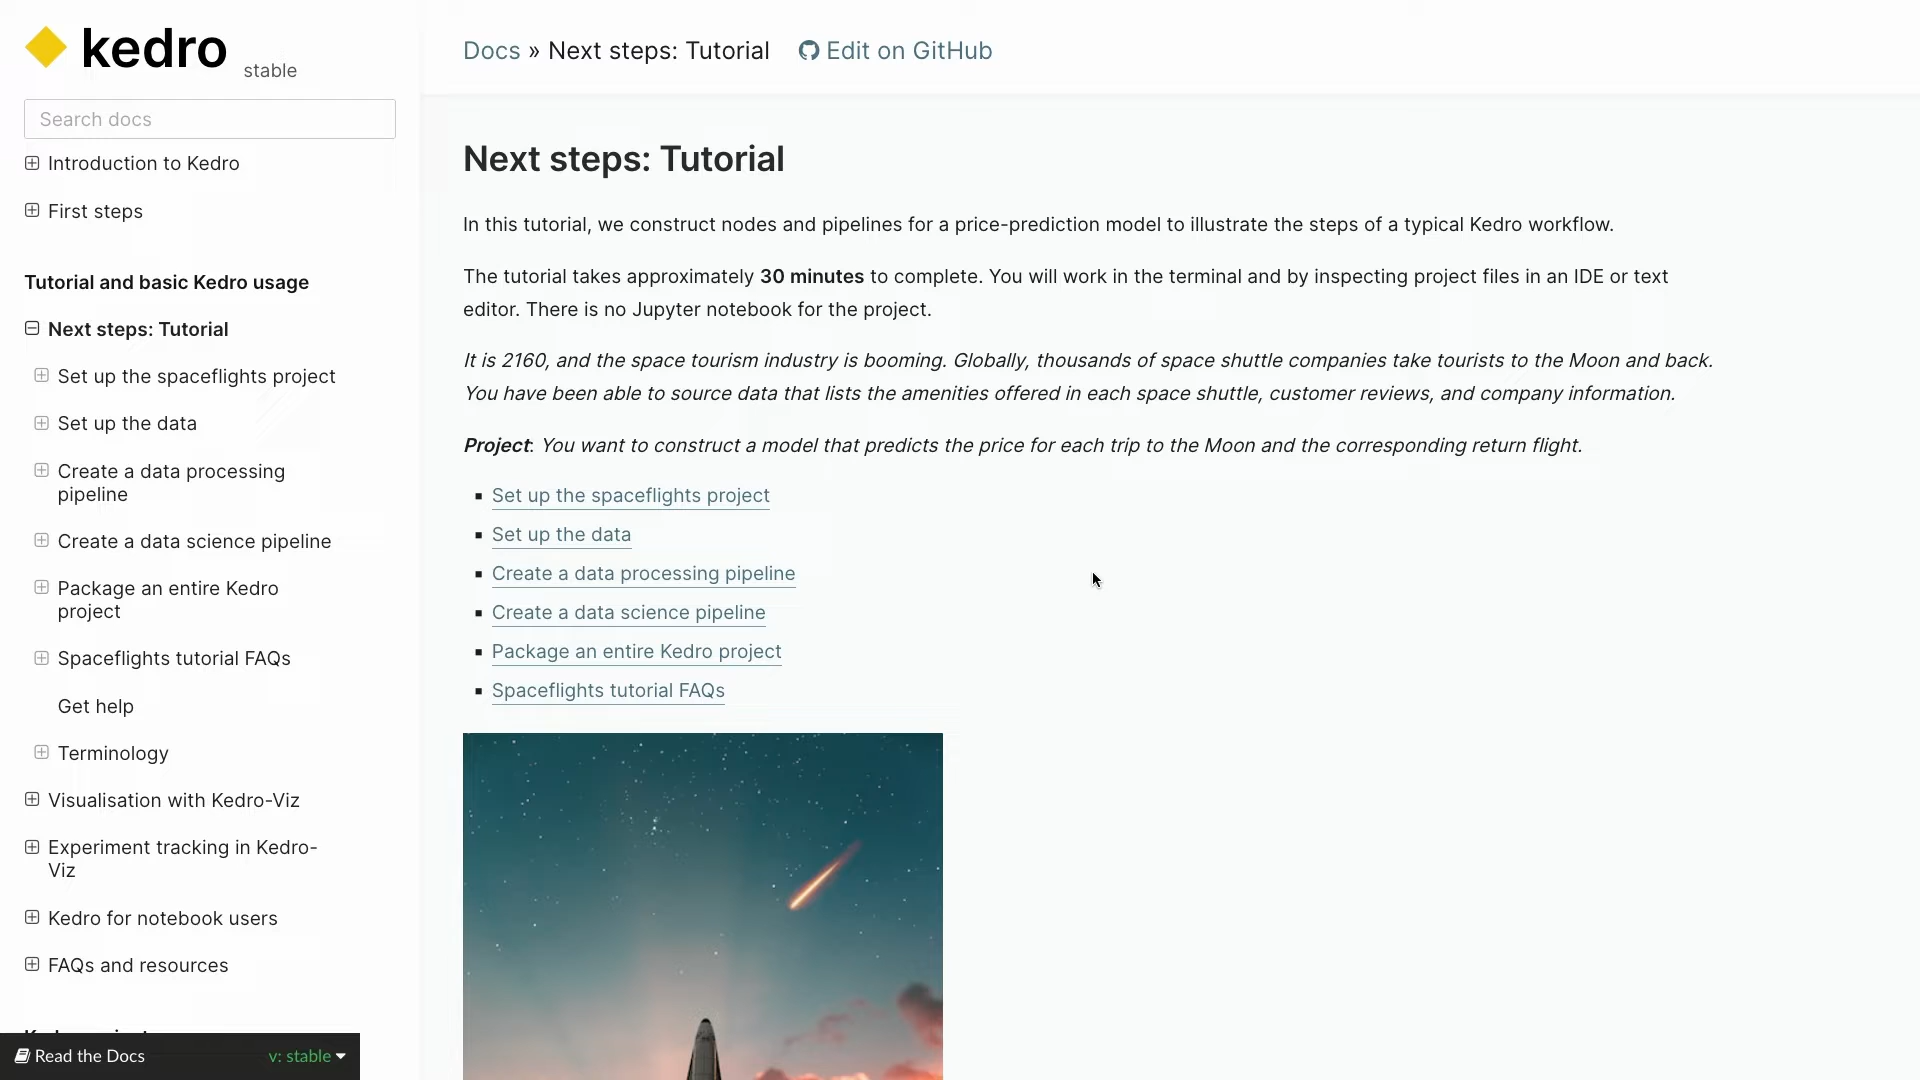 kedro
stable
Search docs
Introduction to Kedro
First steps
Tutorial and basic Kedro usage
Next steps: Tutorial
Set up the spaceflights project
Set up the data
Create a data processing
pipeline
Create a data science pipeline
Package an entire Kedro
project
Spaceflights tutorial FAQs
Get help
Terminology
Visualisation with Kedro-Viz
Experiment tracking in Kedro-
Viz
Kedro for notebook users
FAQs and resources
Read the Docs
v: stable
Docs » Next steps: Tutorial Edit on GitHub
Next steps: Tutorial
In this tutorial, we construct nodes and pipelines for a price-prediction model to illustrate the steps of a typical Kedro workflow.
The tutorial takes approximately 30 minutes to complete. You will work in the terminal and by inspecting project files in an IDE or text
editor. There is no Jupyter notebook for the project.
It is 2160, and the space tourism industry is booming. Globally, thousands of space shuttle companies take tourists to the Moon and back.
You have been able to source data that lists the amenities offered in each space shuttle, customer reviews, and company information.
Project: You want to construct a model that predicts the price for each trip to the Moon and the corresponding return flight.
Set up the spaceflights project
Set up the data
Create a data processing pipeline
Create a data science pipeline
Package an entire Kedro project
Spaceflights tutorial FAQs